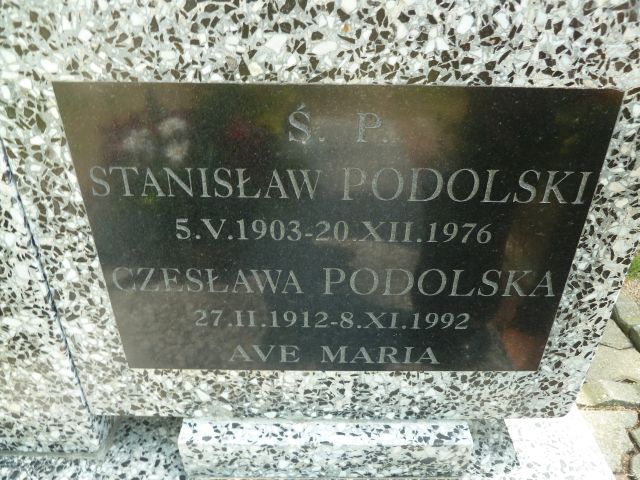 Ś. P.
STANISŁAW PODOLSKI
5.V.1903-20.XII.1976
CZESŁAWA PODOLSKA
27.II.1912-8.XI.1992
AVE MARIA